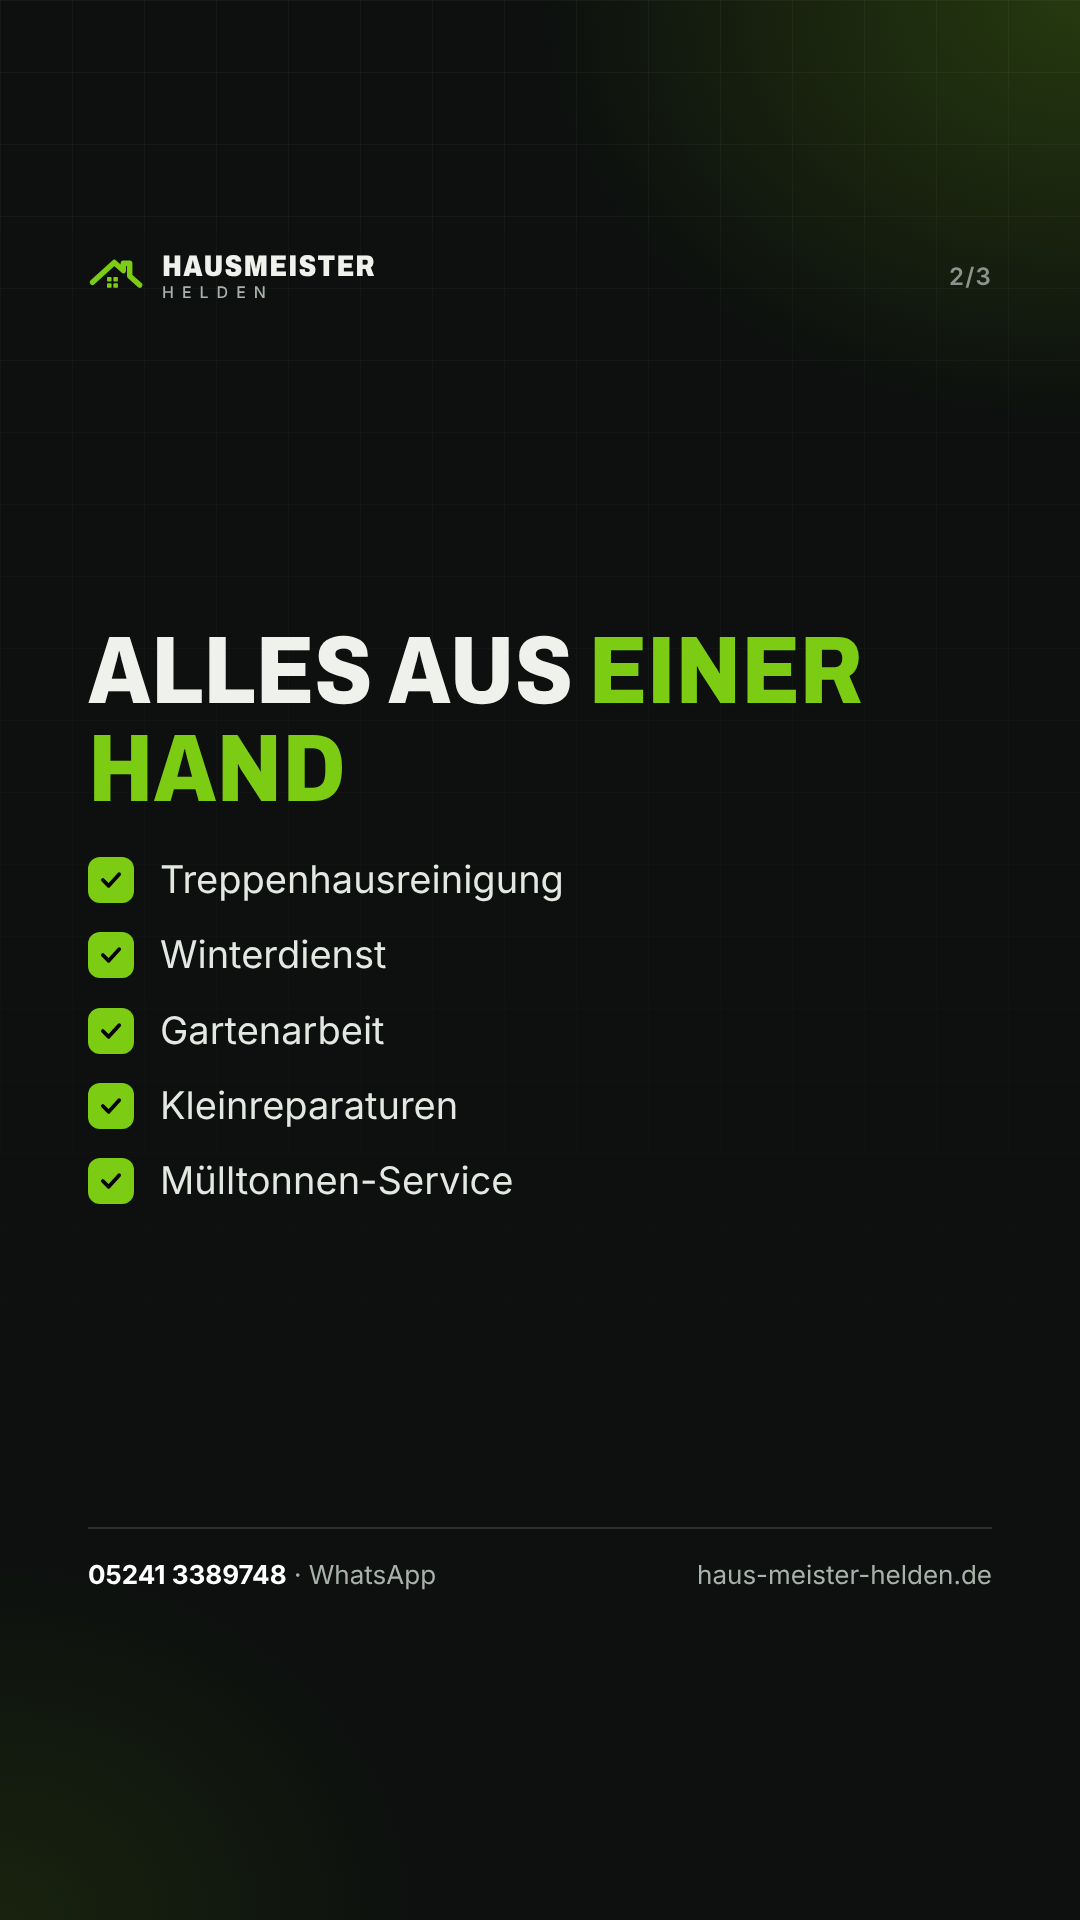 HAUSMEISTER
HELDEN
2/3
ALLES AUS EINER
HAND
Treppenhausreinigung
Winterdienst
Gartenarbeit
Kleinreparaturen
Mülltonnen-Service
05241 3389748 · WhatsApp
haus-meister-helden.de